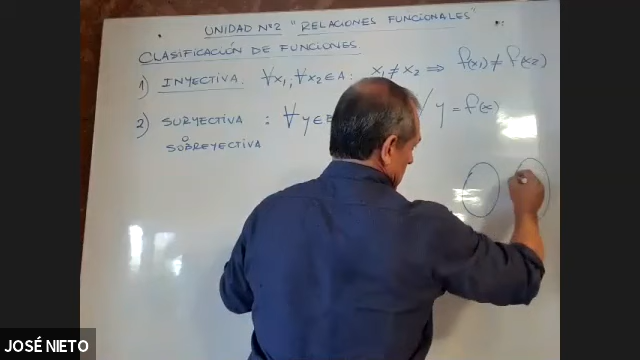 UNIDAD Nº2 "RELACIONES FUNCIONALES"
CLASIFICACIÓN DE FUNCIONES.
1) INYECTIVA. ∀x₁, ∀x₂ ∈ A: x₁ ≠ x₂ ⇒ f(x₁) ≠ f(x₂)
2) SURYECTIVA : ∀ y ∈ / y = f(x)
O
SOBREYECTIVA
JOSÉ NIETO